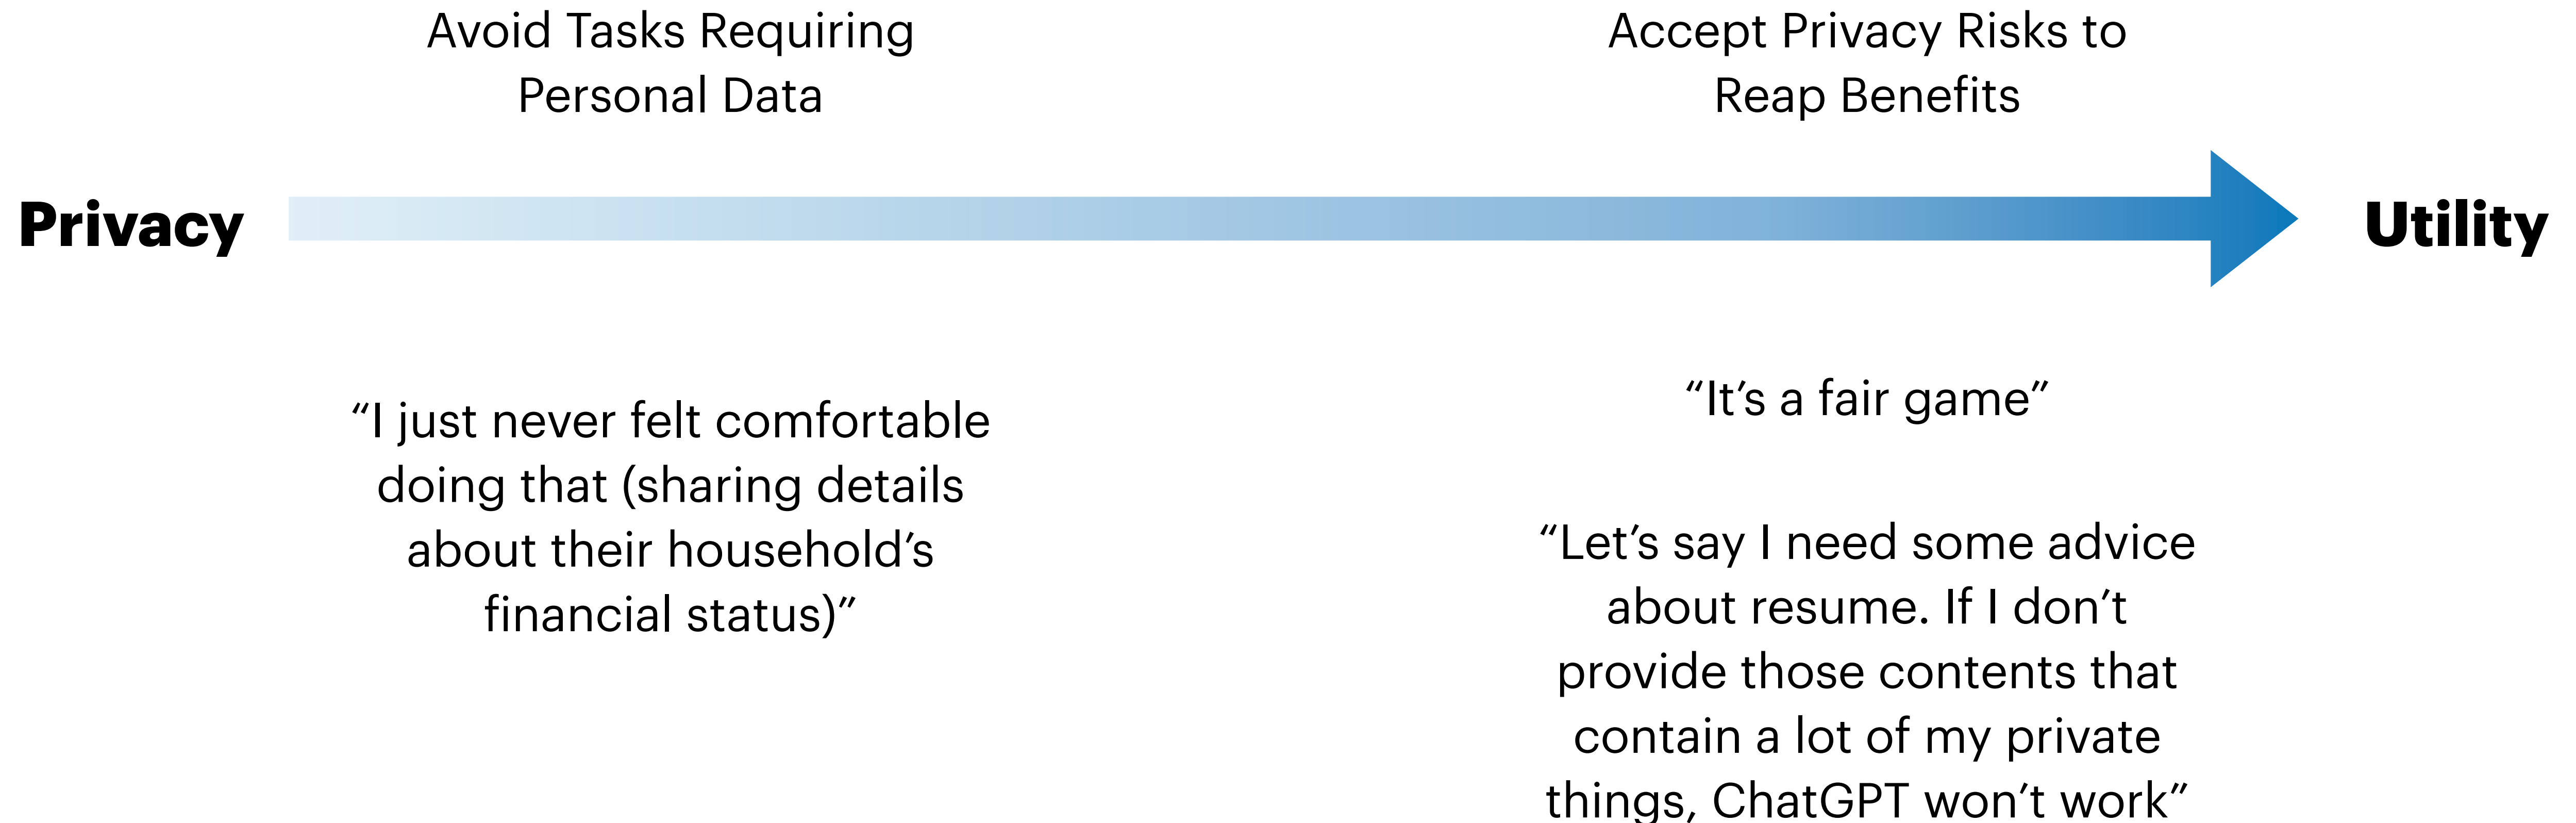 Avoid Tasks Requiring
Personal Data
Accept Privacy Risks to
Reap Benefits
Privacy
Utility
“I just never felt comfortable
doing that (sharing details
about their household’s
financial status)”
“It’s a fair game”
“Let’s say I need some advice
about resume. If I don’t
provide those contents that
contain a lot of my private
things, ChatGPT won’t work”